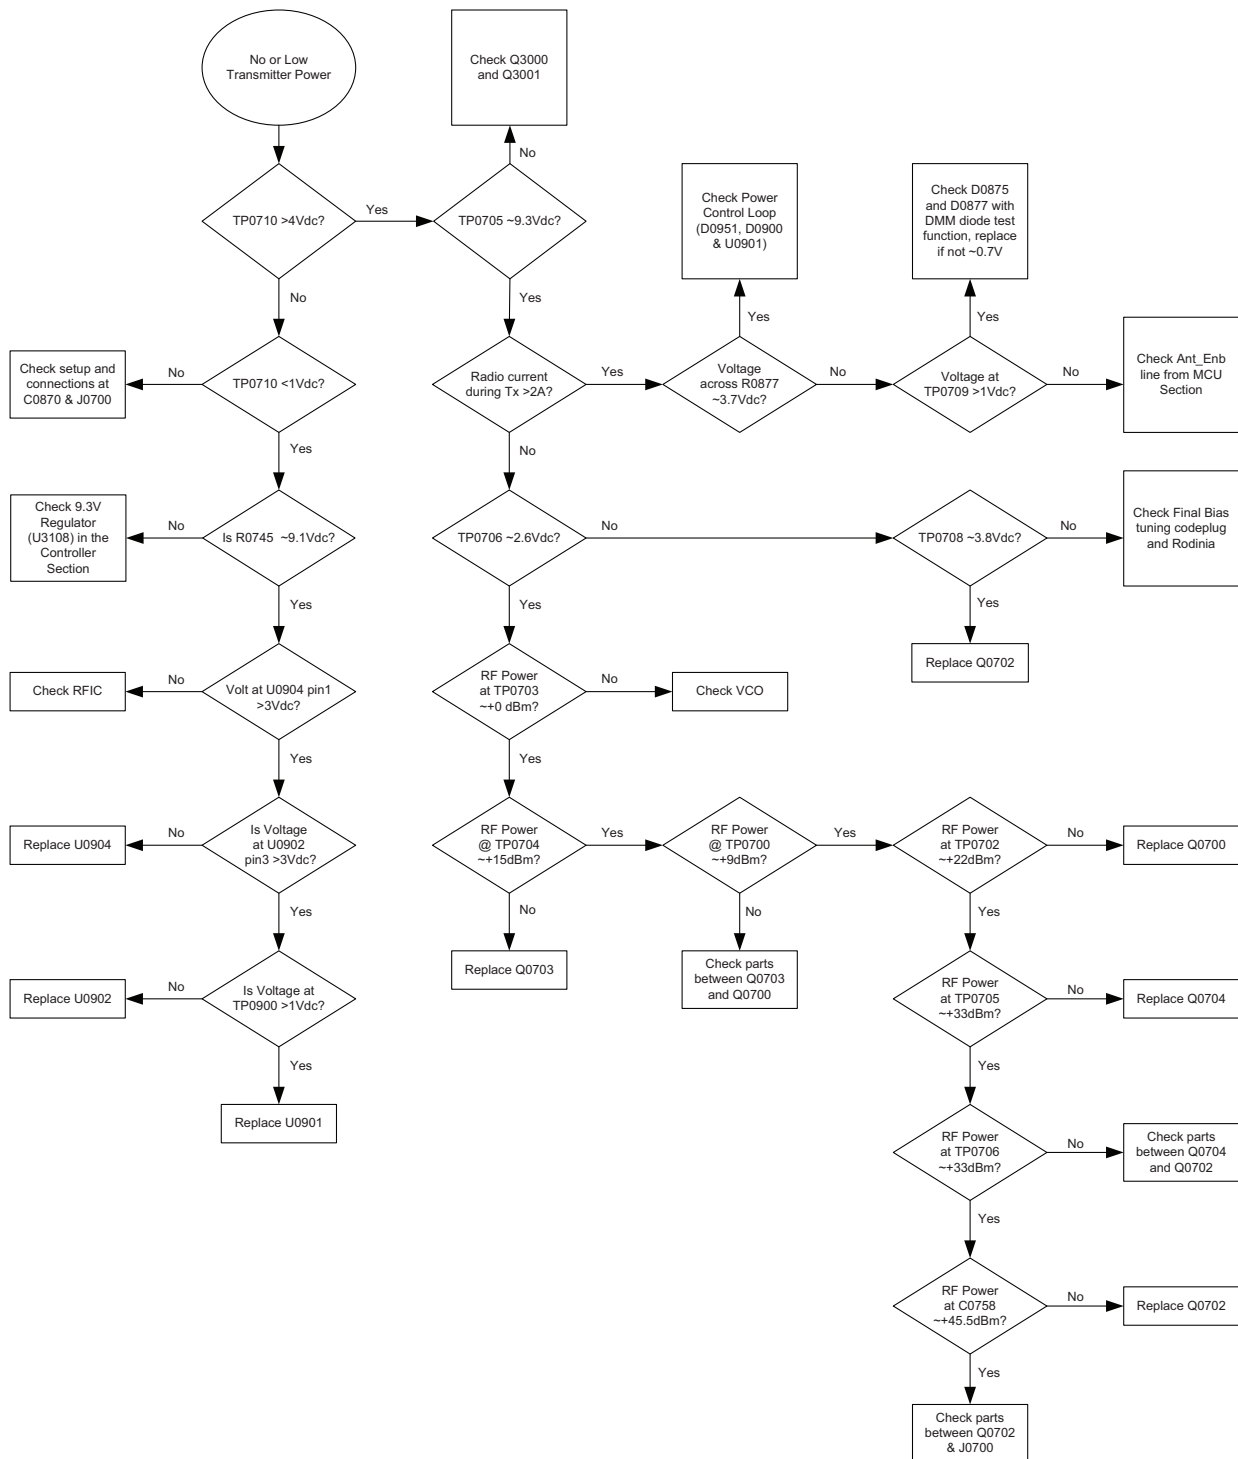 No or Low
Transmitter Power
Check Q3000
and Q3001
No
TP0710 >4Vdc?
Yes
TP0705 ~9.3Vdc?
Check Power
Control Loop
(D0951, D0900
& U0901)
Check D0875
and D0877 with
DMM diode test
function, replace
if not ~0.7V
No
Yes
Yes
Yes
Check setup and
connections at
C0870 & J0700
No
TP0710 <1Vdc?
Radio current
during Tx >2A?
Yes
Voltage
across R0877
~3.7Vdc?
No
Voltage at
TP0709 >1Vdc?
No
Check Ant_Enb
line from MCU
Section
Yes
No
Check 9.3V
Regulator
(U3108) in the
Controller
Section
No
Is R0745 ~9.1Vdc?
TP0706 ~2.6Vdc?
No
TP0708 ~3.8Vdc?
No
Check Final Bias
tuning codeplug
and Rodinia
Yes
Yes
Yes
Replace Q0702
Check RFIC
No
Volt at U0904 pin1
>3Vdc?
RF Power
at TP0703
~+0 dBm?
No
Check VCO
Yes
Yes
Replace U0904
No
Is Voltage
at U0902
pin3 >3Vdc?
RF Power
@ TP0704
~+15dBm?
Yes
RF Power
@ TP0700
~+9dBm?
Yes
RF Power
at TP0702
~+22dBm?
No
Replace Q0700
Yes
No
No
Yes
Replace Q0703
Check parts
between Q0703
and Q0700
Replace U0902
No
Is Voltage at
TP0900 >1Vdc?
RF Power
at TP0705
~+33dBm?
No
Replace Q0704
Yes
Yes
Replace U0901
RF Power
at TP0706
~+33dBm?
No
Check parts
between Q0704
and Q0702
Yes
RF Power
at C0758
~+45.5dBm?
No
Replace Q0702
Yes
Check parts
between Q0702
& J0700